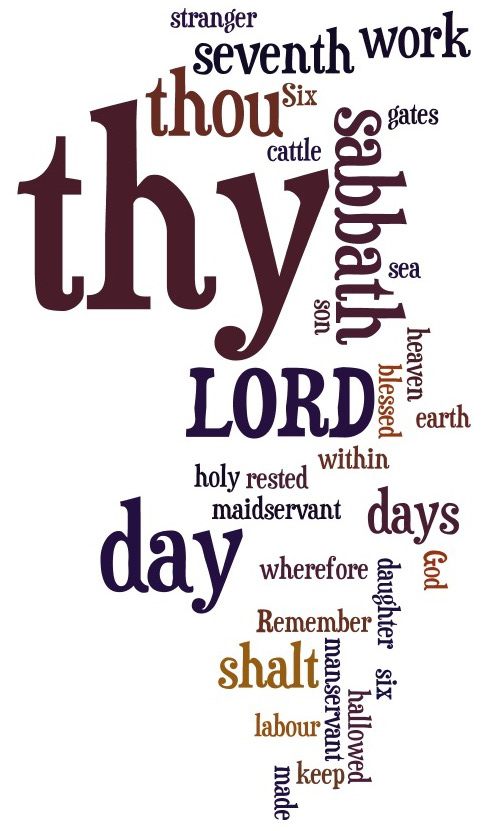 stranger
seventh work
thou Six
gates
cattle
thy
sabbath
sea
son
heaven
LORD
blessed
earth
within
holy rested
maidservant
days
day
God
wherefore
daughter
Remember
shalt
manservant
six
hallowed
labour
keep
made